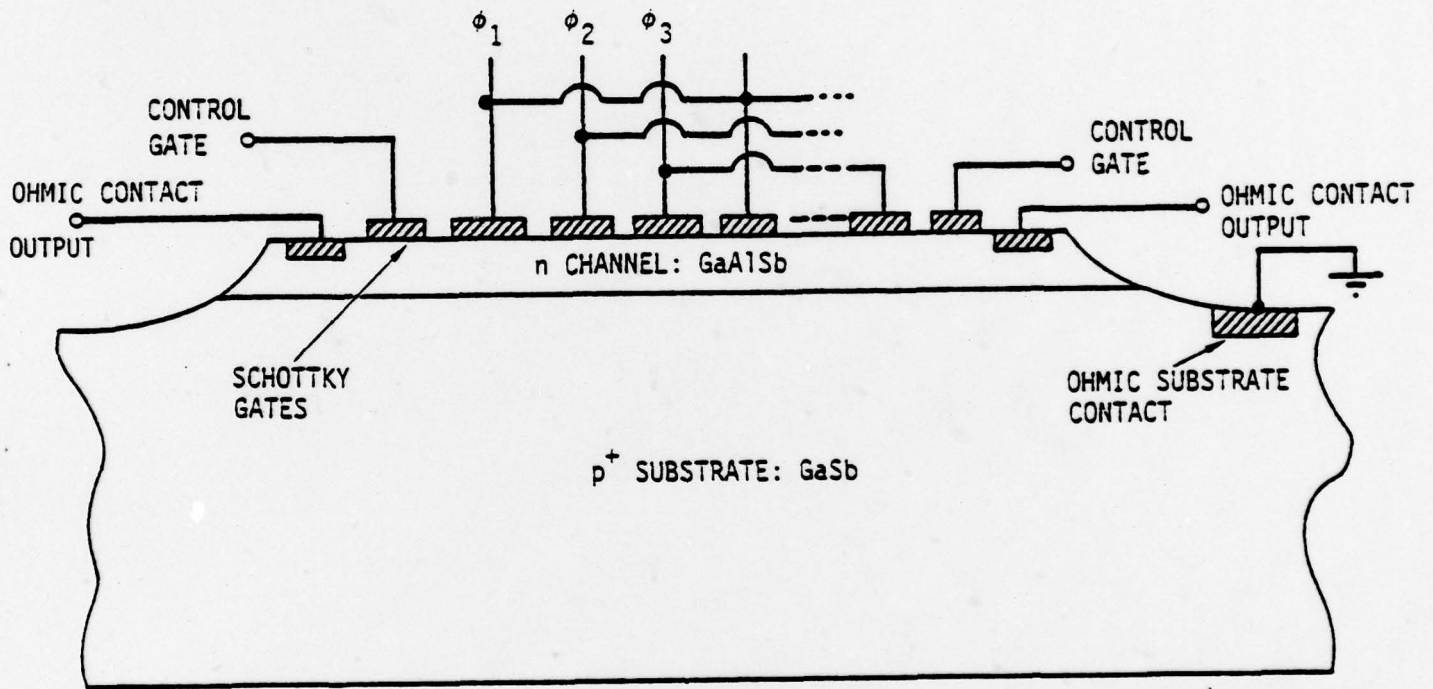 ϕ1 ϕ2 ϕ3
CONTROL
GATE
OHMIC CONTACT
OUTPUT
CONTROL
GATE
OHMIC CONTACT
OUTPUT
n CHANNEL: GaAlSb
SCHOTTKY
GATES
OHMIC SUBSTRATE
CONTACT
p+ SUBSTRATE: GaSb